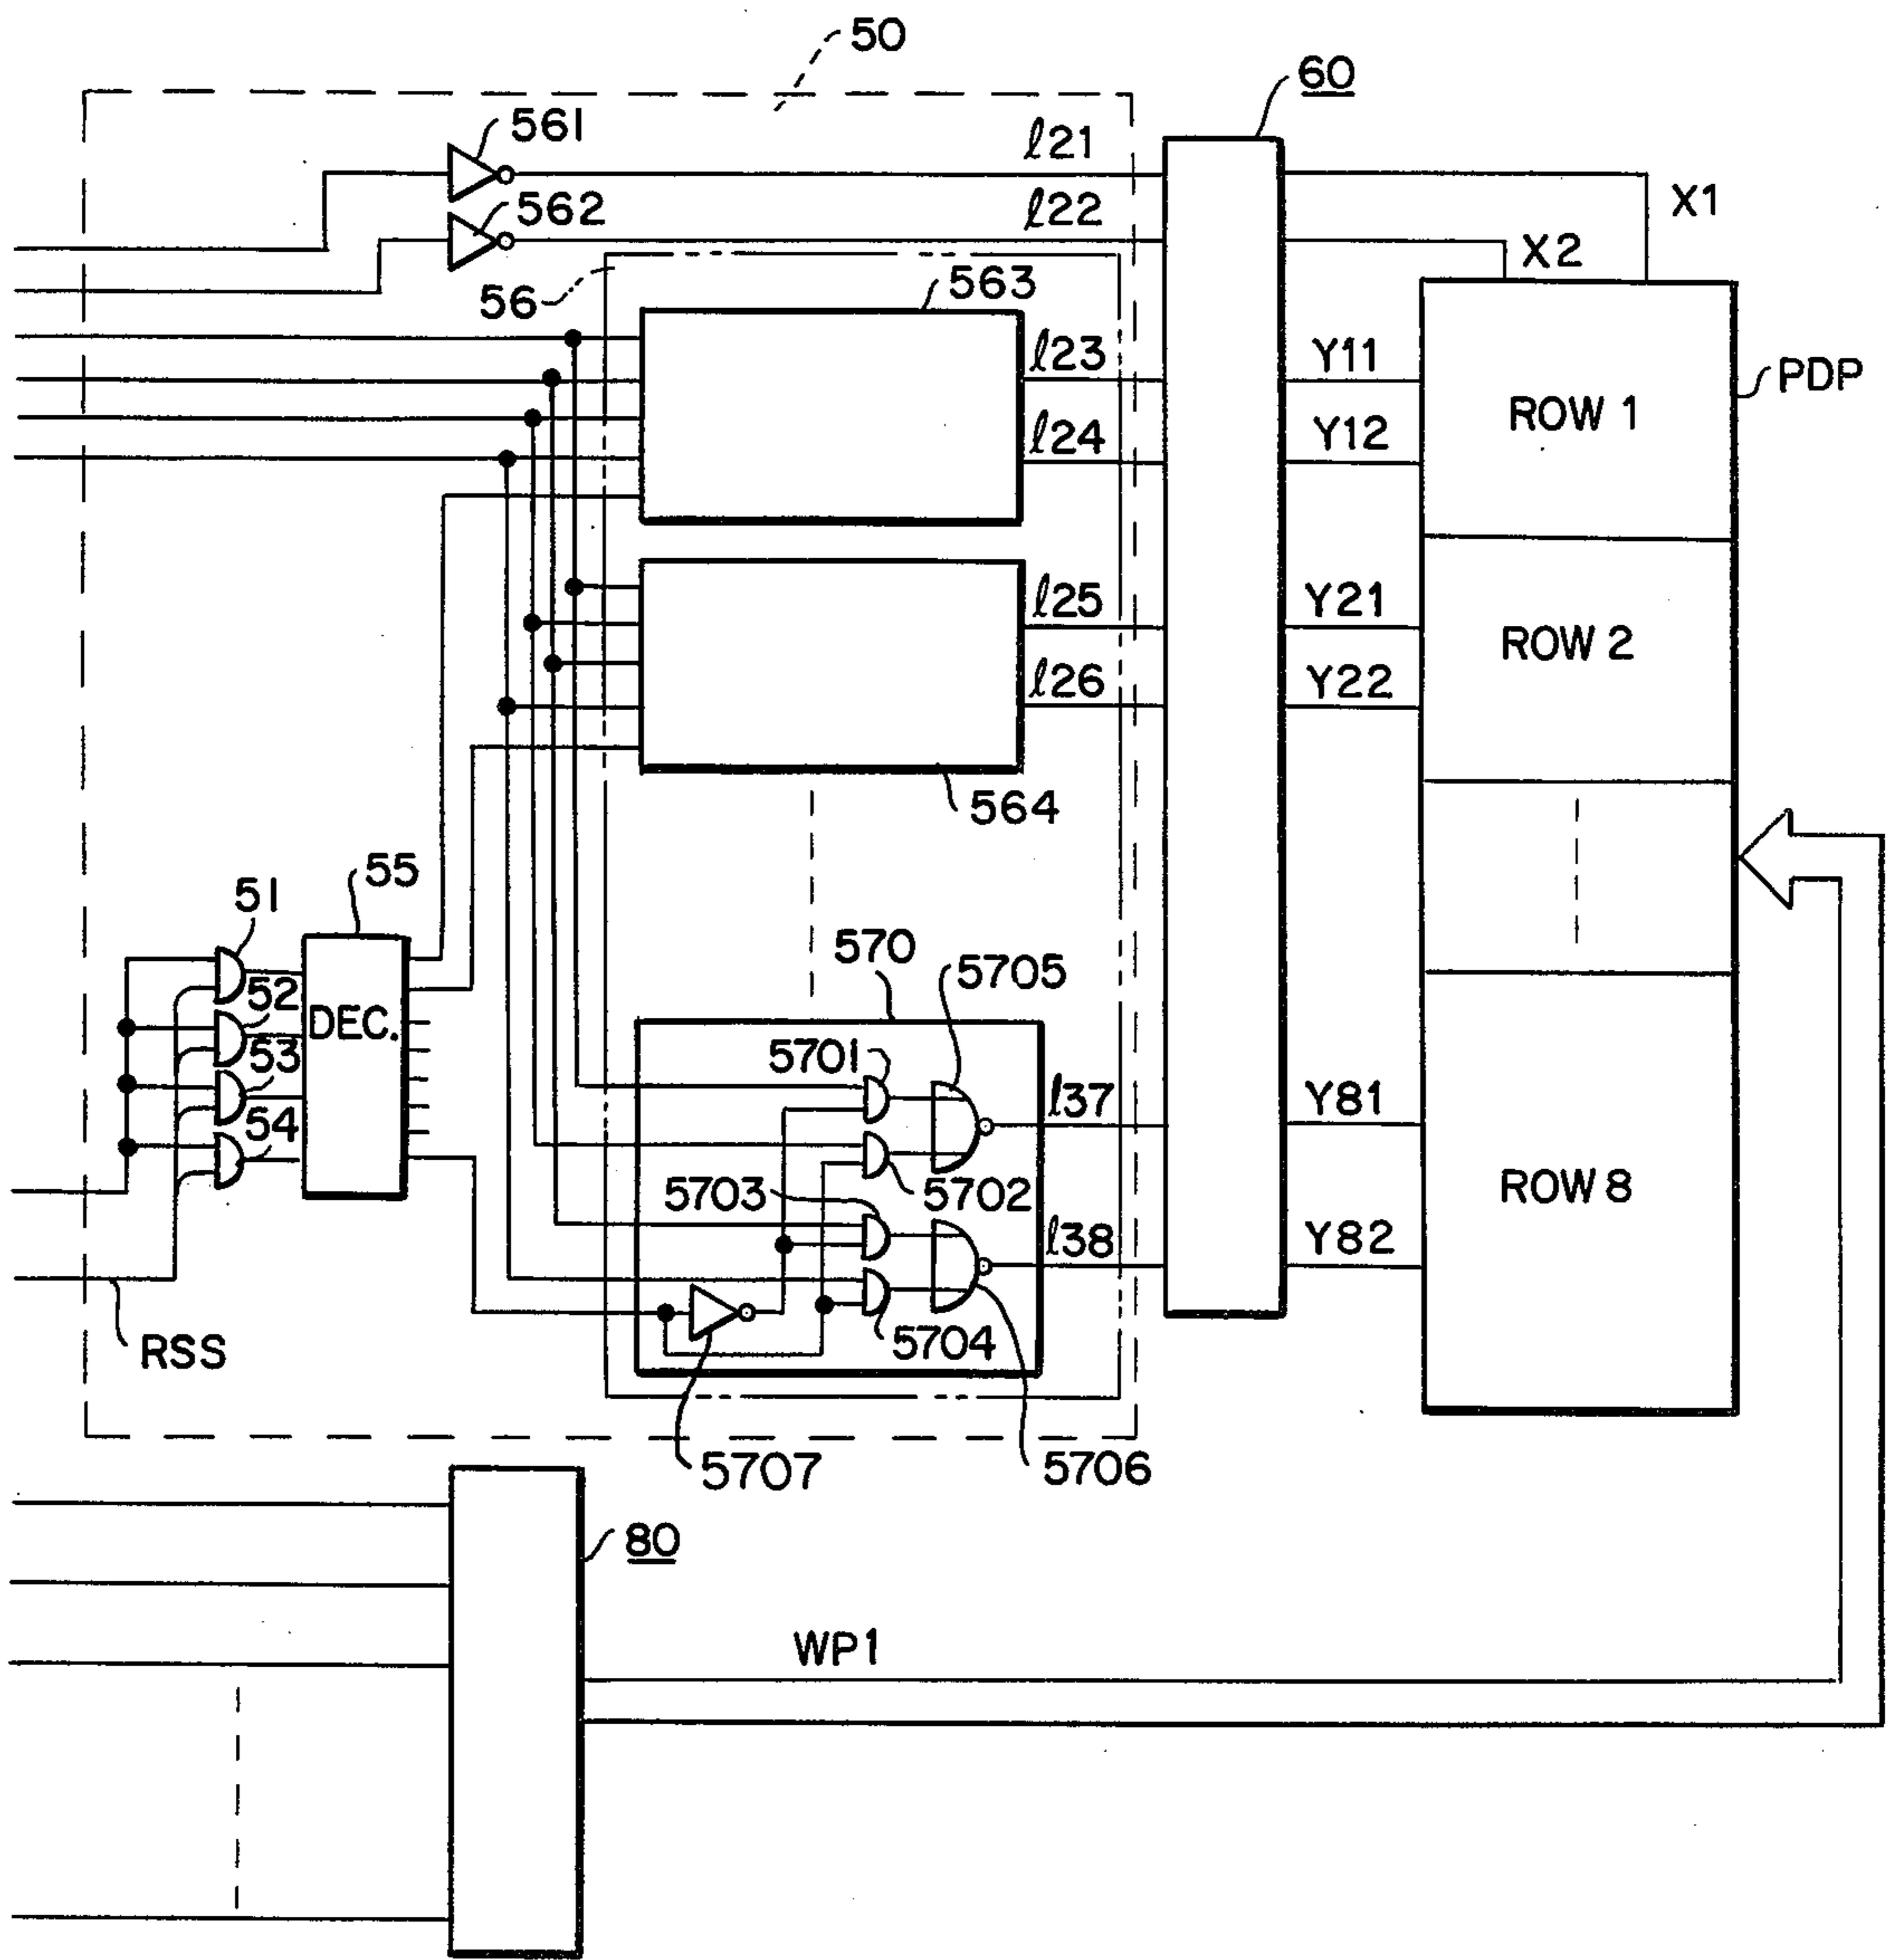 50
60
561
ℓ21
562
ℓ22
X1
X2
56
563
ℓ23
Y11
PDP
ROW 1
ℓ24
Y12
ℓ25
Y21
ROW 2
ℓ26
Y22
564
55
51
570
5705
52
DEC.
53
5701
54
ℓ37
Y81
5702
5703
ROW 8
ℓ38
Y82
RSS
5704
5707
5706
80
WP1